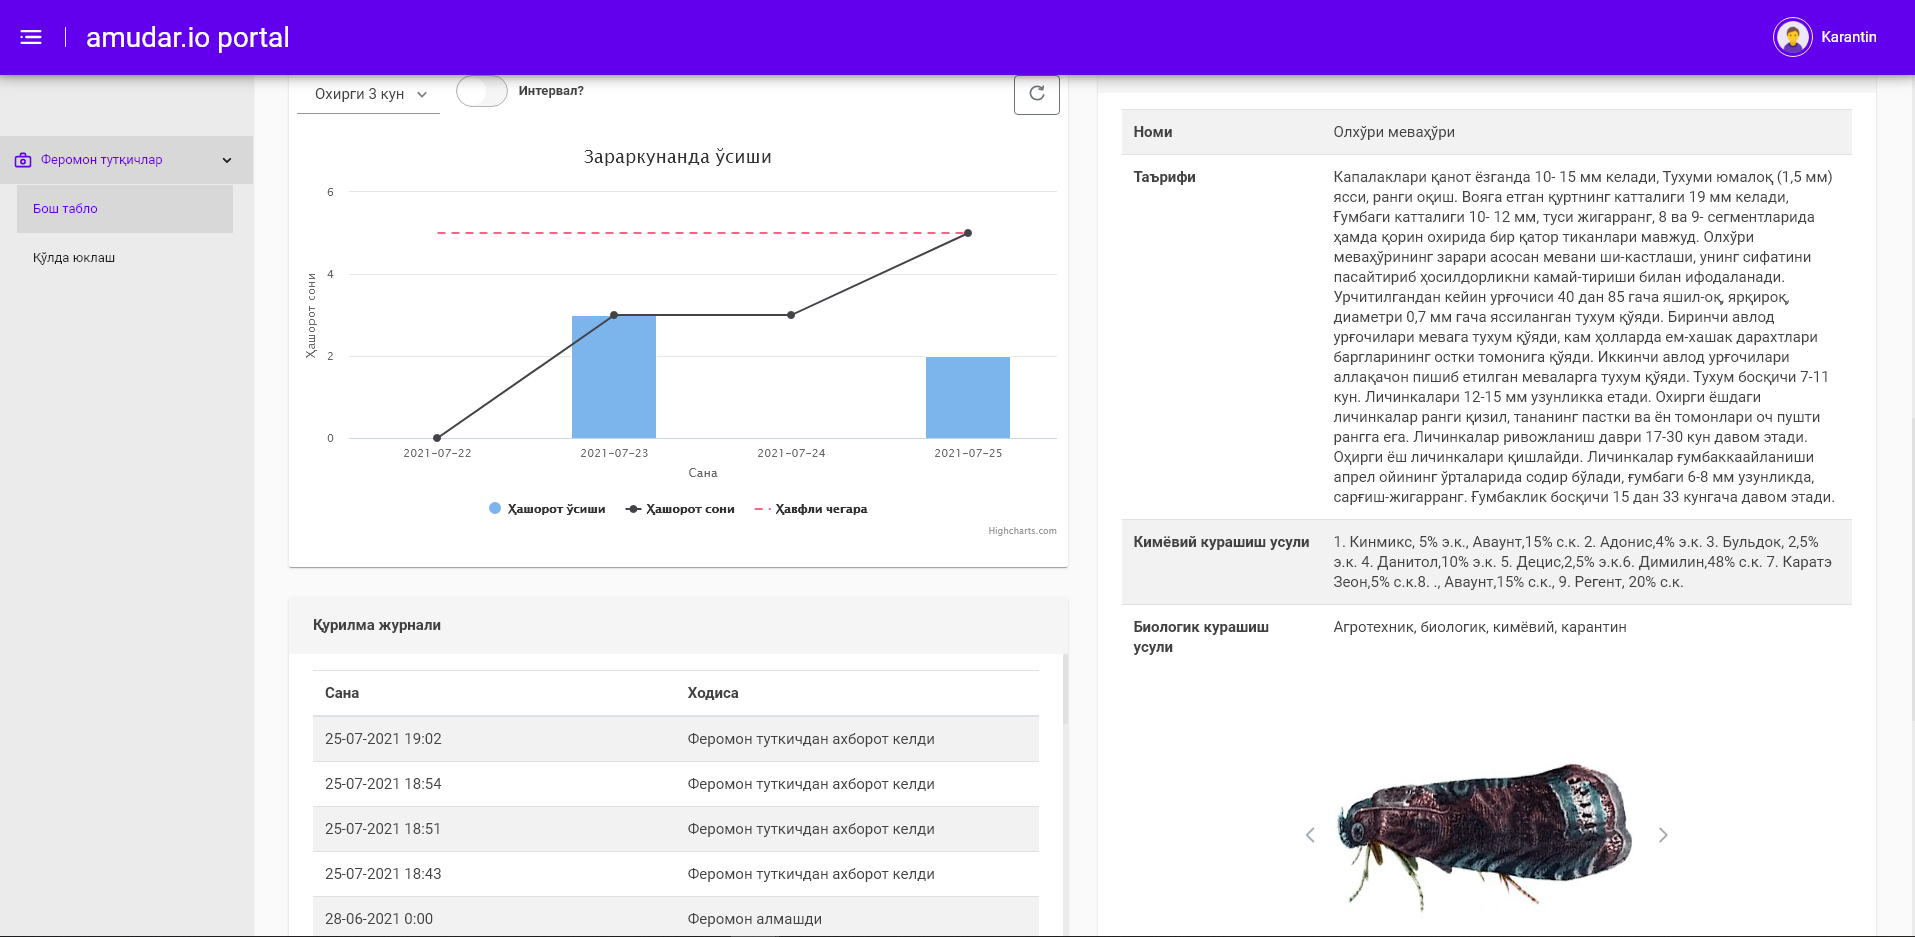 amudar.io portal
Karantin
Феромон тутқичлар
Бош табло
Қўлда юклаш
Охирги 3 кун
Интервал?
Зараркунанда ўсиши
Ҳашорот сони
6
4
2
0
2021-07-22 2021-07-23 2021-07-24 2021-07-25
Сана
Ҳашорот ўсиши Ҳашорот сони Ҳавфли чегара
Highcharts.com
Қурилма журнали
Сана Ходиса
25-07-2021 19:02 Феромон туткичдан ахборот келди
25-07-2021 18:54 Феромон туткичдан ахборот келди
25-07-2021 18:51 Феромон туткичдан ахборот келди
25-07-2021 18:43 Феромон туткичдан ахборот келди
28-06-2021 0:00 Феромон алмашди
Номи Олхўри мевахўри
Таърифи
Капалаклари қанот ёзганда 10- 15 мм келади, Тухуми юмалоқ (1,5 мм)
ясси, ранги оқиш. Вояга етган қуртнинг катталиги 19 мм келади,
Ғумбаги катталиги 10- 12 мм, туси жигарранг, 8 ва 9- сегментларида
ҳамда қорин охирида бир қатор тиканлари мавжуд. Олхўри
мевахўрининг зарари асосан мевани ши-кастлаши, унинг сифатини
пасайтириб ҳосилдорликни камай-тириши билан ифодаланади.
Урчитилгандан кейин урғочиси 40 дан 85 гача яшил-оқ, ярқироқ,
диаметри 0,7 мм гача яссиланган тухум қўяди. Биринчи авлод
урғочилари мевага тухум қўяди, кам ҳолларда ем-хашак дарахтлари
баргларининг остки томонига қўяди. Иккинчи авлод урғочилари
аллақачон пишиб етилган меваларга тухум қўяди. Тухум босқичи 7-11
кун. Личинкалари 12-15 мм узунликка етади. Охирги ёшдаги
личинкалар ранги қизил, тананинг пастки ва ён томонлари оч пушти
рангга ега. Личинкалар ривожланиш даври 17-30 кун давом этади.
Оҳирги ёш личинкалари қишлайди. Личинкалар ғумбаккаайланиши
апрел ойининг ўрталарида содир бўлади, ғумбаги 6-8 мм узунликда,
сарғиш-жигарранг. Ғумбаклик босқичи 15 дан 33 кунгача давом этади.
Кимёвий курашиш усули
1. Кинмикс, 5% э.к., Аваунт,15% с.к. 2. Адонис,4% э.к. 3. Бульдок, 2,5%
э.к. 4. Данитол,10% э.к. 5. Децис,2,5% э.к.6. Димилин,48% с.к. 7. Каратэ
Зеон,5% с.к.8. ., Аваунт,15% с.к., 9. Регент, 20% с.к.
Биологик курашиш
усули
Агротехник, биологик, кимёвий, карантин